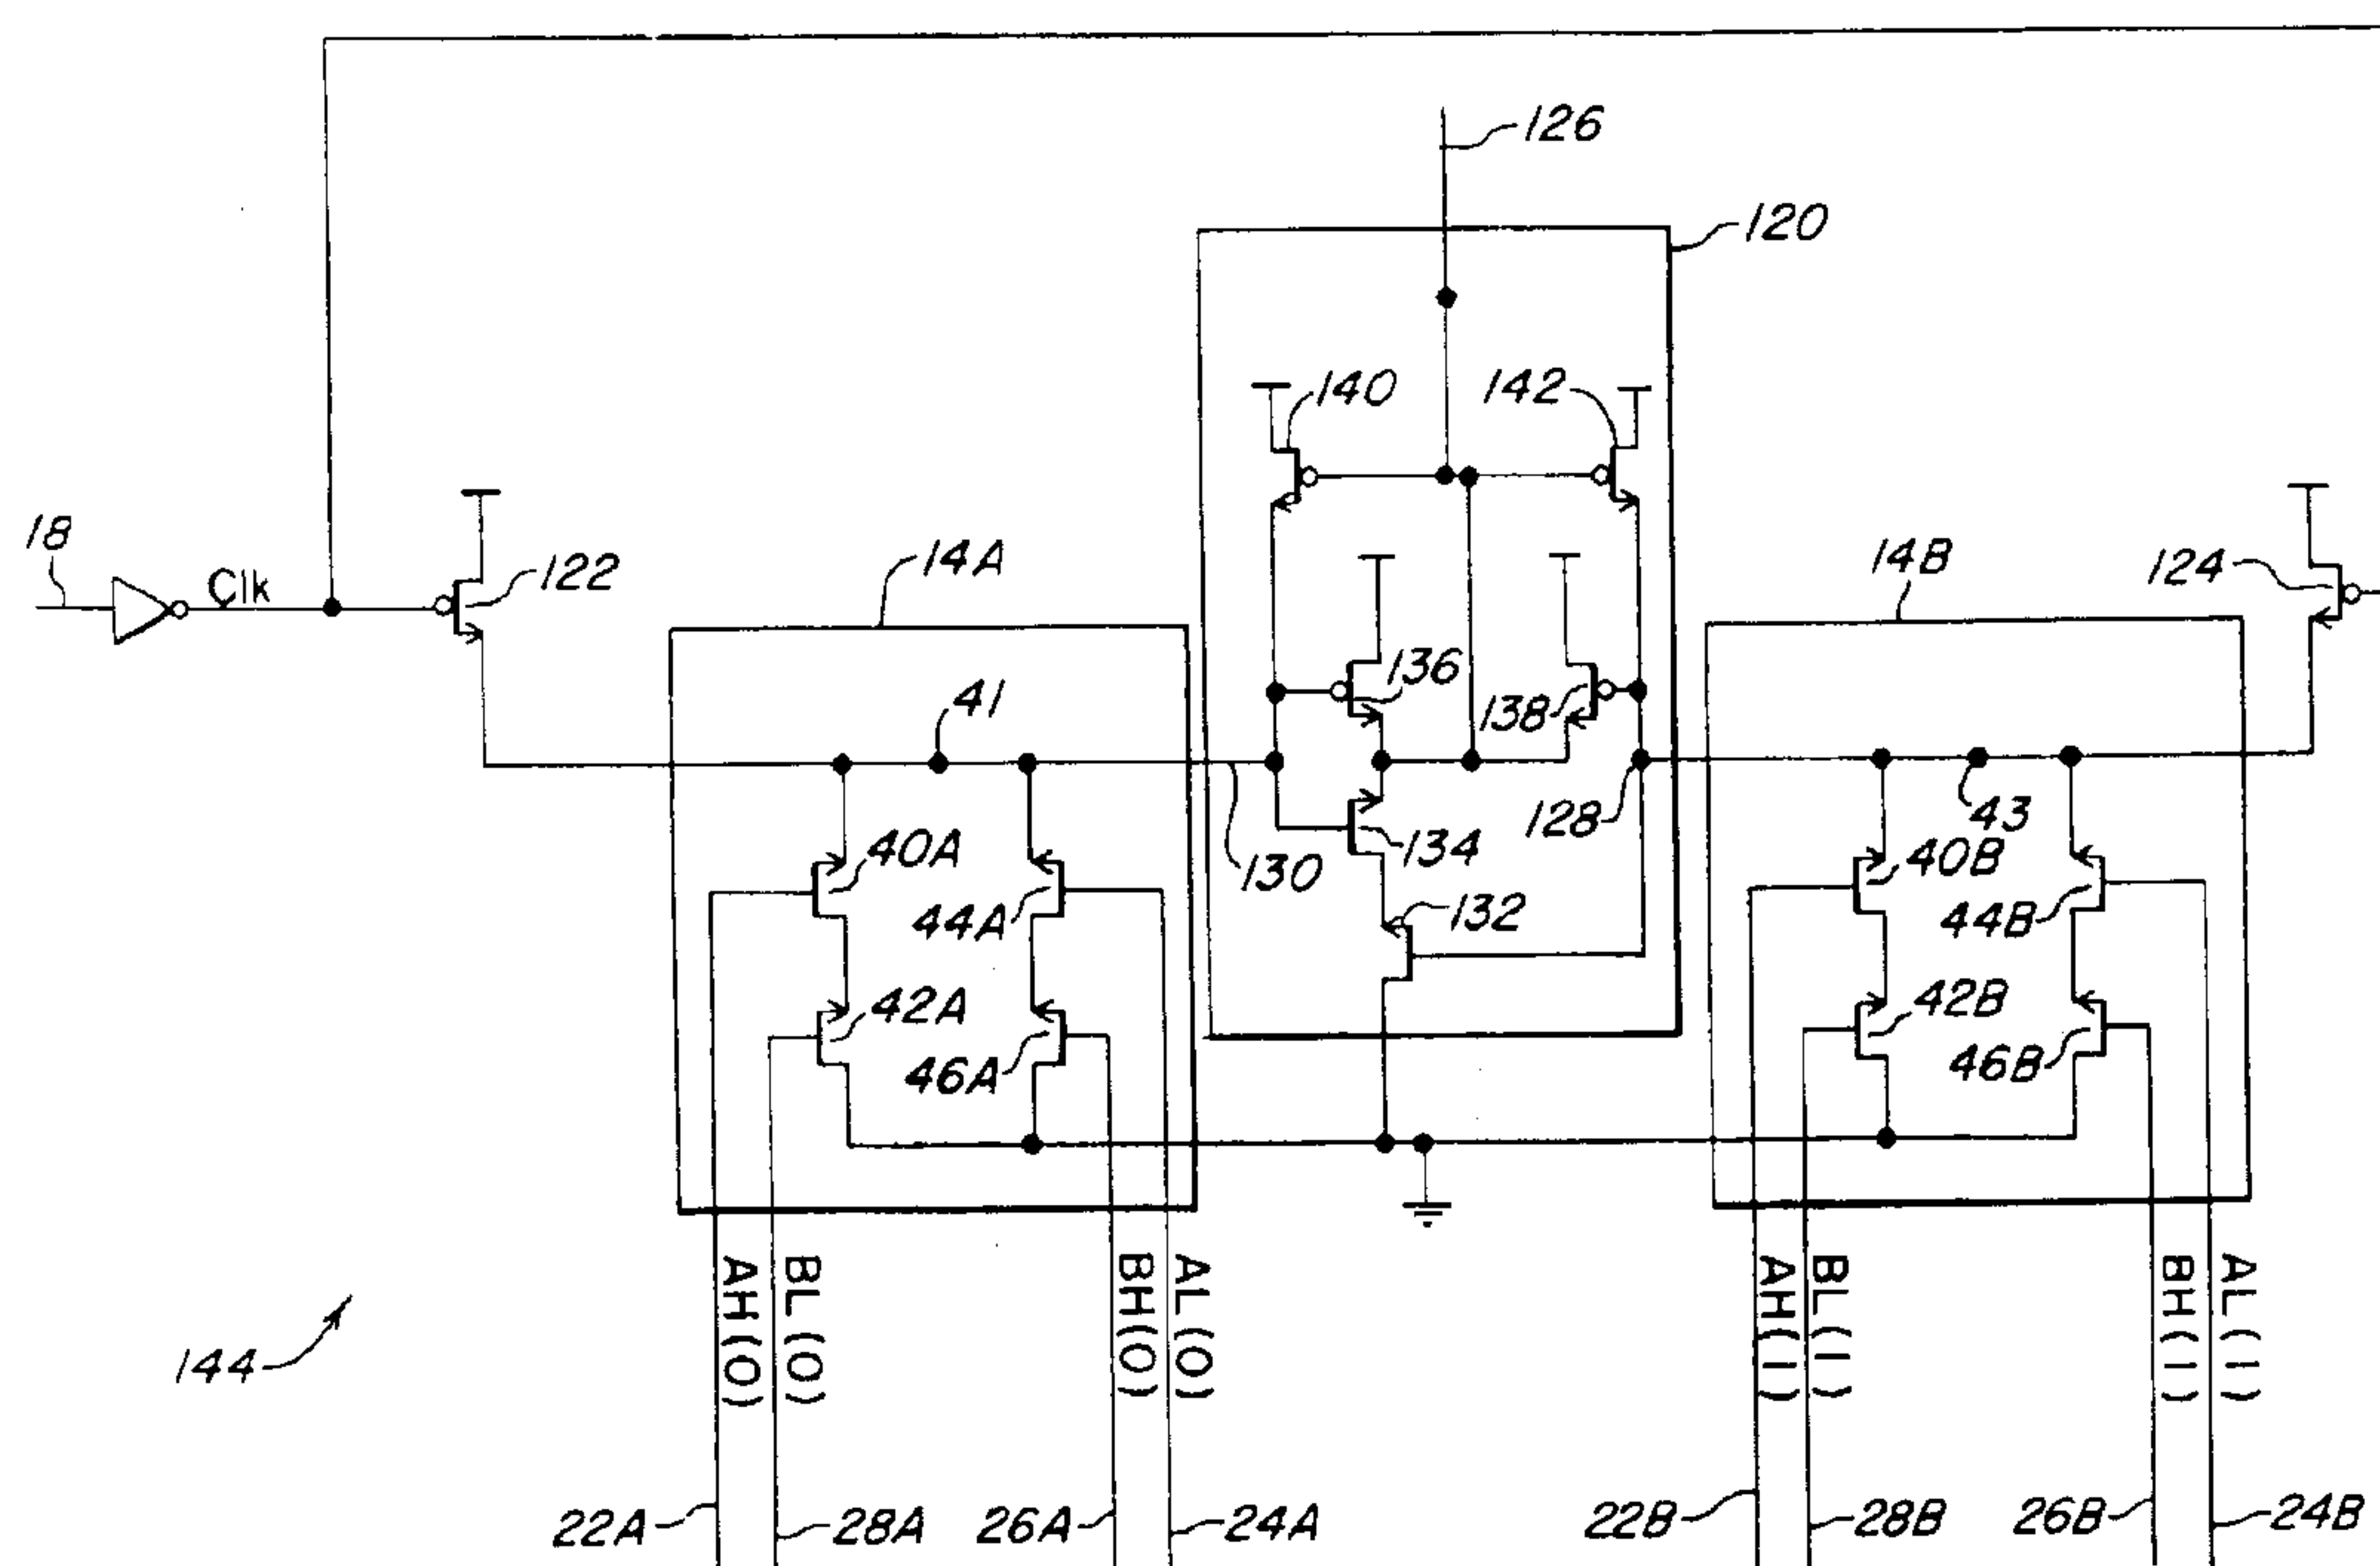 126
120
140
142
18
Clk
122
14A
14B
124
136
138
41
128
43
40A
130
134
40B
44A
132
44B
42A
42B
46A
46B
AH(0)
BL(0)
BH(0)
AL(0)
AH(1)
BL(1)
BH(1)
AL(1)
144
22A
28A
26A
24A
22B
28B
26B
24B